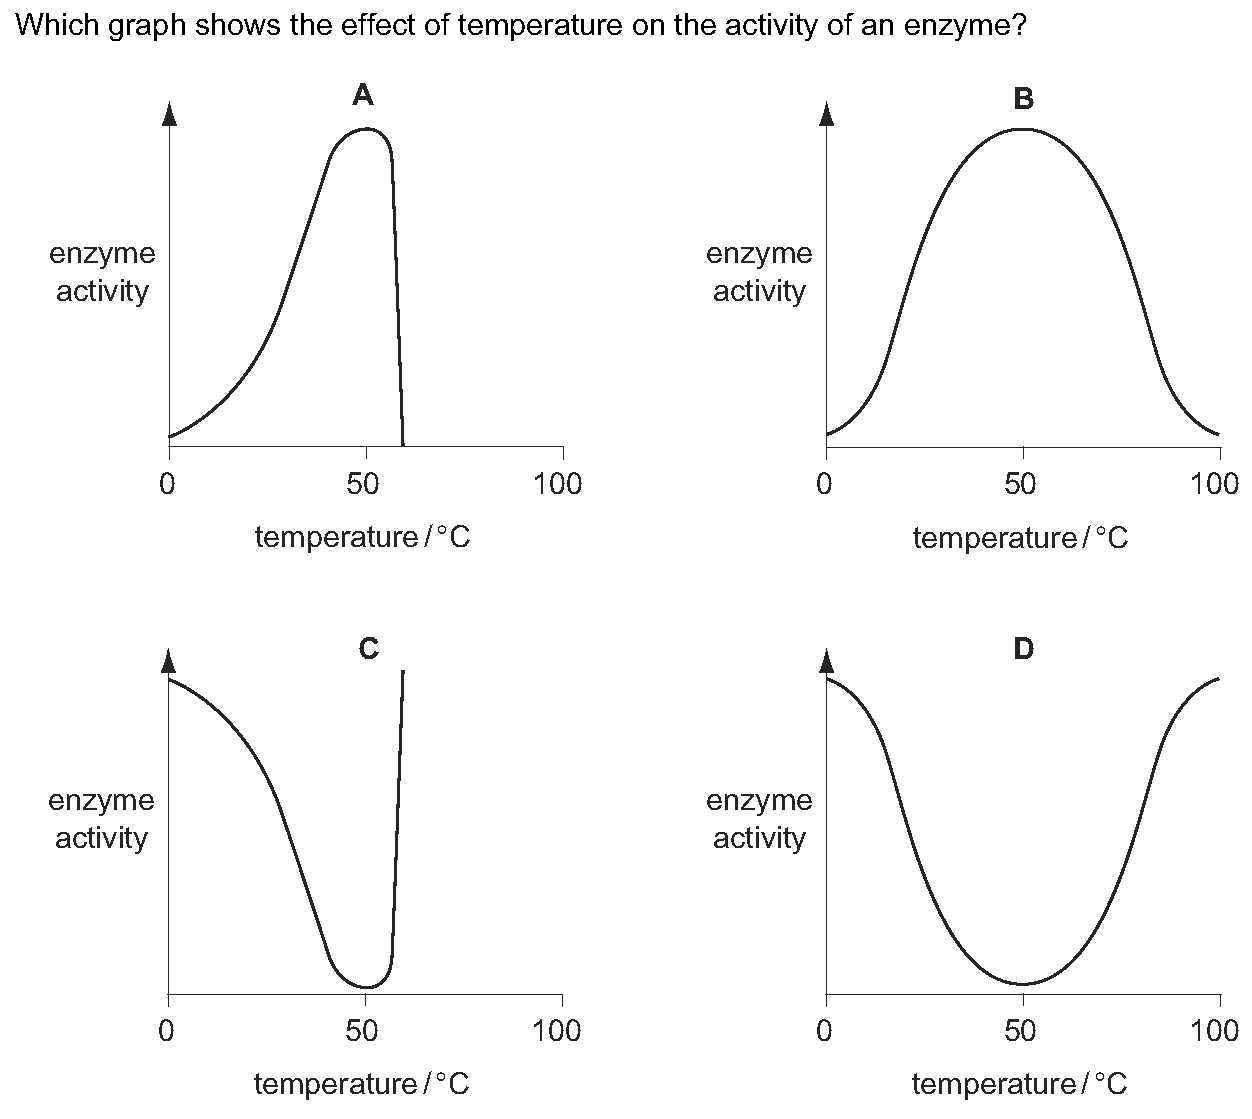 Which graph shows the effect of temperature on the activity of an enzyme?
A
enzyme
activity
0 50 100
temperature / °C
B
enzyme
activity
0 50 100
temperature / °C
C
enzyme
activity
0 50 100
temperature / °C
D
enzyme
activity
0 50 100
temperature / °C